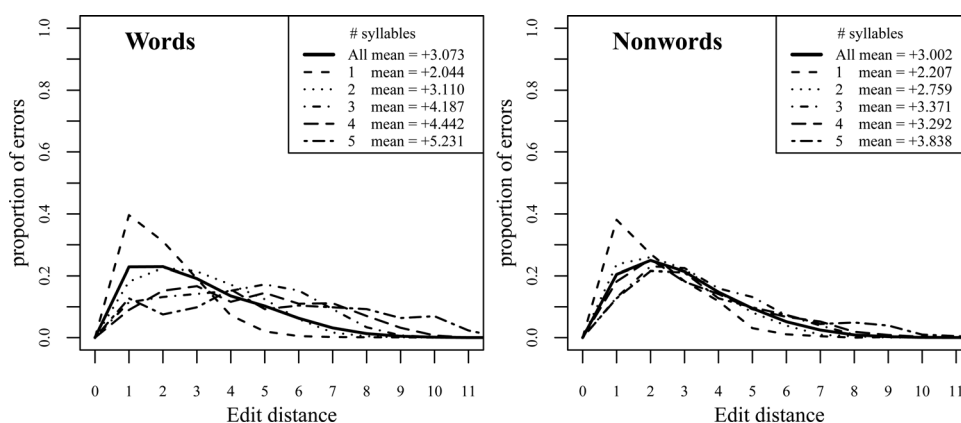 Words
# syllables
All mean = +3.073
1 mean = +2.044
2 mean = +3.110
3 mean = +4.187
4 mean = +4.442
5 mean = +5.231
proportion of errors
1.0
0.8
0.6
0.4
0.2
0.0
0 1 2 3 4 5 6 7 8 9 10 11
Edit distance
Nonwords
# syllables
All mean = +3.002
1 mean = +2.207
2 mean = +2.759
3 mean = +3.371
4 mean = +3.292
5 mean = +3.838
proportion of errors
1.0
0.8
0.6
0.4
0.2
0.0
0 1 2 3 4 5 6 7 8 9 10 11
Edit distance